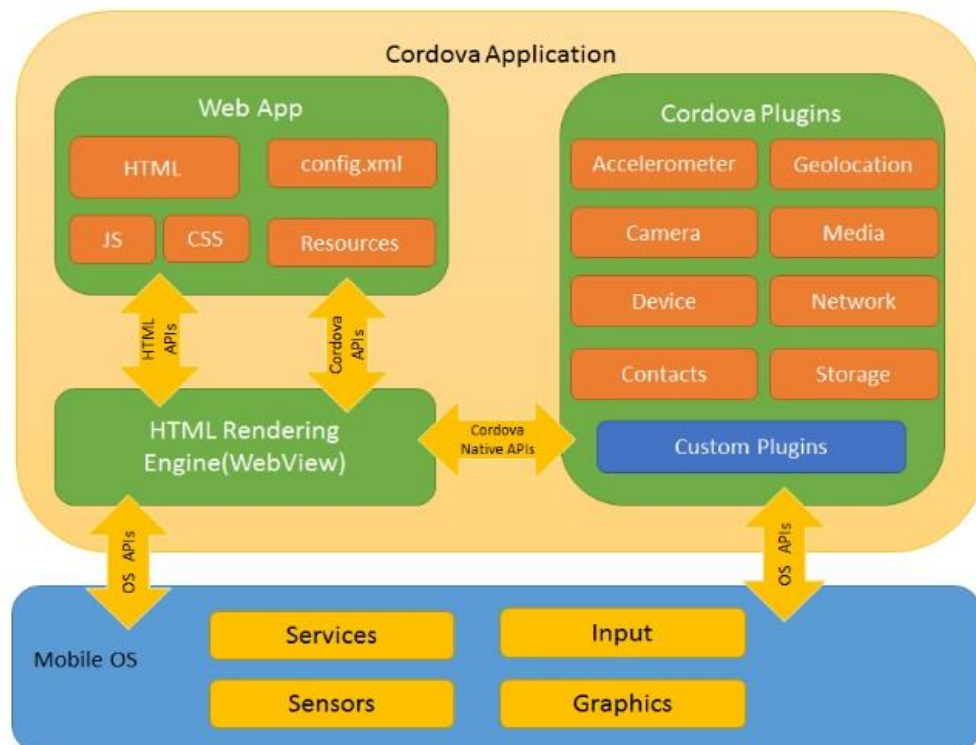 Cordova Application
Web App
HTML
config.xml
JS
CSS
Resources
HTML
APIs
Cordova
APIs
HTML Rendering
Engine(WebView)
Cordova
Native APIs
Cordova Plugins
Accelerometer
Geolocation
Camera
Media
Device
Network
Contacts
Storage
Custom Plugins
OS APIs
OS APIs
Mobile OS
Services
Input
Sensors
Graphics